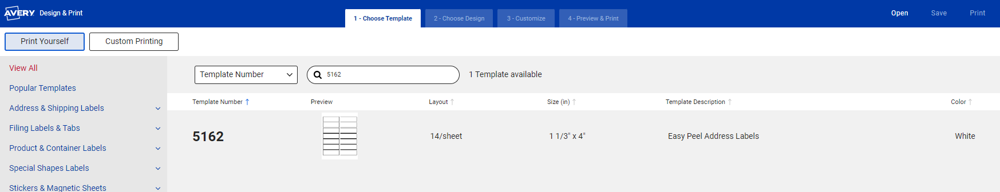 AVERY Design & Print
1 - Choose Template 2 - Choose Design 3 - Customize 4 - Preview & Print
Open Save Print
Print Yourself Custom Printing
View All
Popular Templates
Address & Shipping Labels
Filing Labels & Tabs
Product & Container Labels
Special Shapes Labels
Stickers & Magnetic Sheets
Template Number 5162 1 Template available
Template Number ↑ Preview Layout ↑ Size (in) ↑ Template Description ↑ Color ↑
5162 14/sheet 1 1/3" x 4" Easy Peel Address Labels White